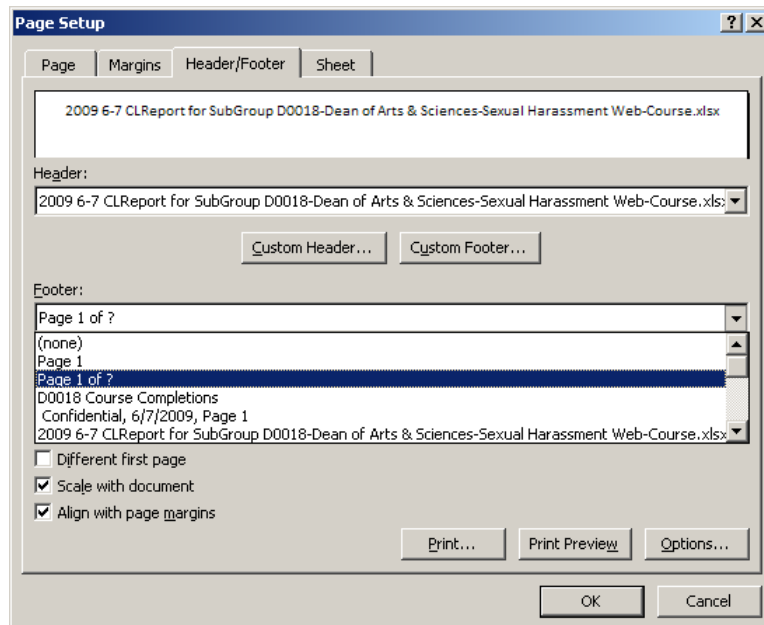 Page Setup
Page Margins Header/Footer Sheet
2009 6-7 CLReport for SubGroup D0018-Dean of Arts & Sciences-Sexual Harassment Web-Course.xlsx
Header:
2009 6-7 CLReport for SubGroup D0018-Dean of Arts & Sciences-Sexual Harassment Web-Course.xls
Custom Header... Custom Footer...
Footer:
Page 1 of ?
(none)
Page 1
Page 1 of ?
D0018 Course Completions
Confidential, 6/7/2009, Page 1
2009 6-7 CLReport for SubGroup D0018-Dean of Arts & Sciences-Sexual Harassment Web-Course.xlsx
Different first page
Scale with document
Align with page margins
Print... Print Preview Options...
OK Cancel